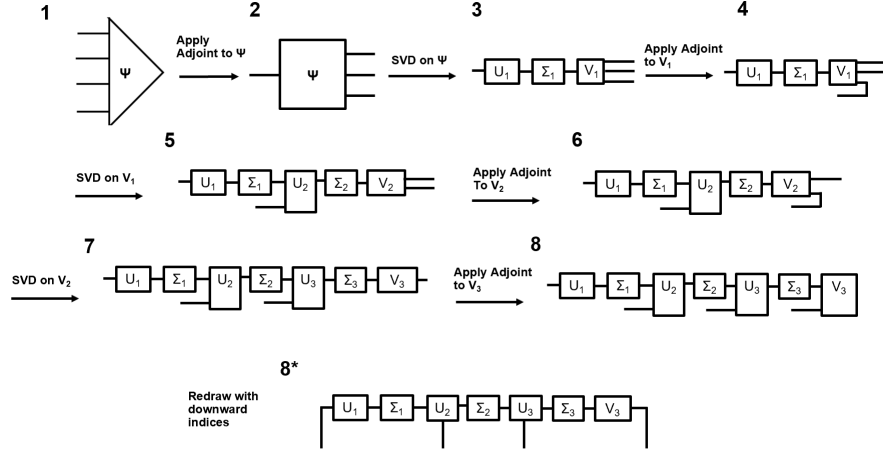 1
Ψ
Apply
Adjoint to Ψ
2
Ψ
SVD on Ψ
3
U₁ Σ₁ V₁
Apply Adjoint
to V₁
4
U₁ Σ₁ V₁
SVD on V₁
5
U₁ Σ₁ U₂ Σ₂ V₂
Apply Adjoint
To V₂
6
U₁ Σ₁ U₂ Σ₂ V₂
SVD on V₂
7
U₁ Σ₁ U₂ Σ₂ U₃ Σ₃ V₃
Apply Adjoint
to V₃
8
U₁ Σ₁ U₂ Σ₂ U₃ Σ₃ V₃
8*
Redraw with
downward
indices
U₁ Σ₁ U₂ Σ₂ U₃ Σ₃ V₃